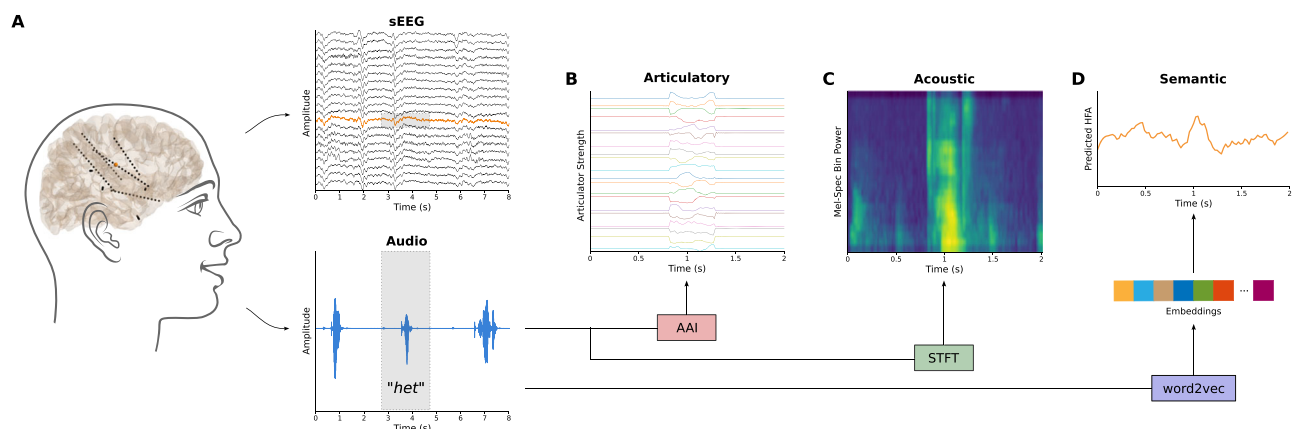 A
sEEG
Amplitude
0 1 2 3 4 5 6 7 8
Time (s)
Audio
Amplitude
"het"
0 1 2 3 4 5 6 7 8
Time (s)
B
Articulatory
Articulator Strength
0 0.5 1 1.5 2
Time (s)
AAI
C
Acoustic
Mel-Spec Bin Power
0 0.5 1 1.5 2
Time (s)
STFT
D
Semantic
Predicted HFA
0 0.5 1 1.5 2
Time (s)
...
Embeddings
word2vec